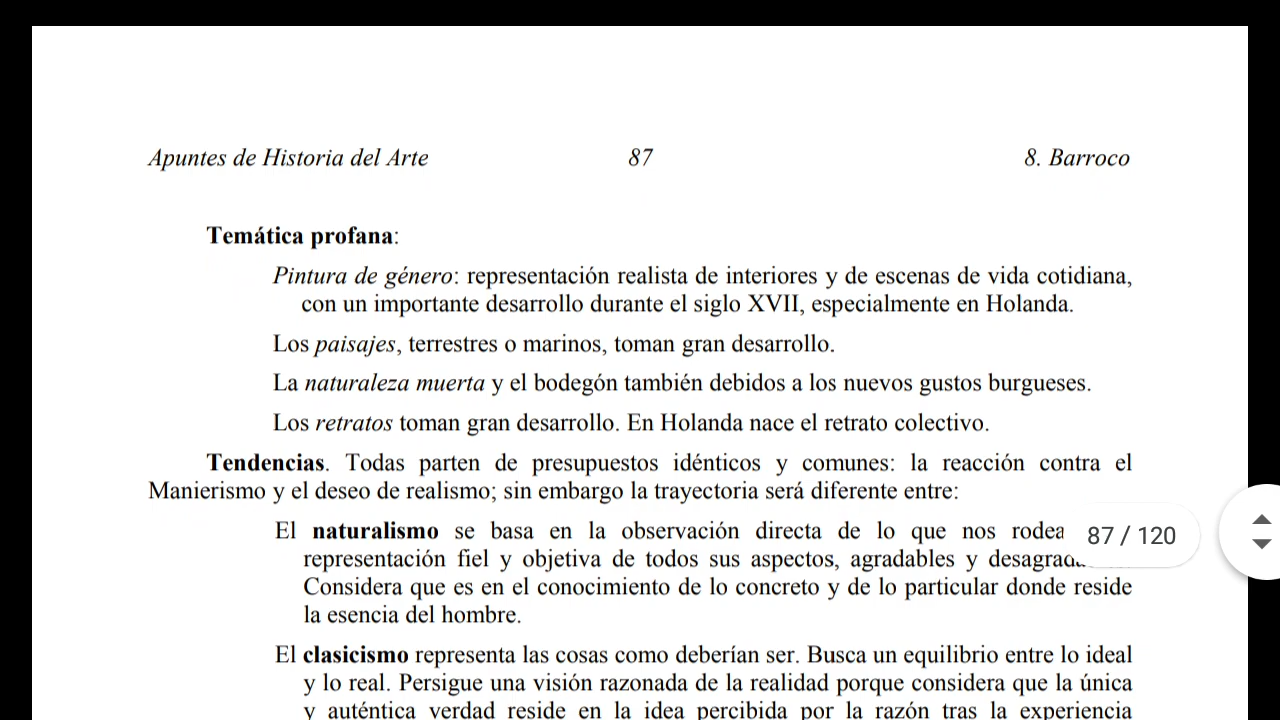 Apuntes de Historia del Arte 87 8. Barroco
Temática profana:
Pintura de género: representación realista de interiores y de escenas de vida cotidiana,
con un importante desarrollo durante el siglo XVII, especialmente en Holanda.
Los paisajes, terrestres o marinos, toman gran desarrollo.
La naturaleza muerta y el bodegón también debidos a los nuevos gustos burgueses.
Los retratos toman gran desarrollo. En Holanda nace el retrato colectivo.
Tendencias. Todas parten de presupuestos idénticos y comunes: la reacción contra el
Manierismo y el deseo de realismo; sin embargo la trayectoria será diferente entre:
El naturalismo se basa en la observación directa de lo que nos rodea
87 / 120
representación fiel y objetiva de todos sus aspectos, agradables y
Considera que es en el conocimiento de lo concreto y de lo particular donde reside
la esencia del hombre.
El clasicismo representa las cosas como deberían ser. Busca un equilibrio entre lo ideal
y lo real. Persigue una visión razonada de la realidad porque considera que la única
y auténtica verdad reside en la idea percibida por la razón tras la experiencia